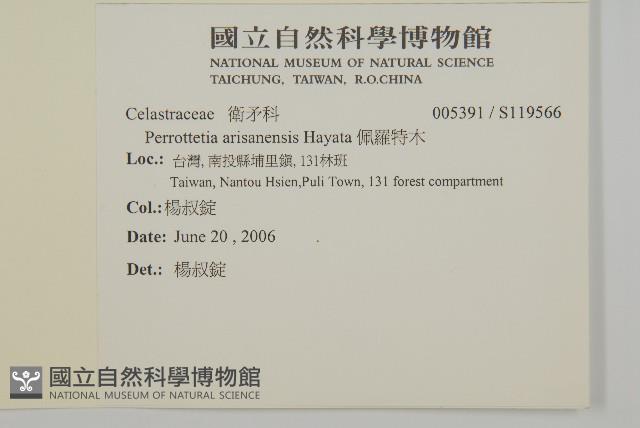 國立自然科學博物館
NATIONAL MUSEUM OF NATURAL SCIENCE
TAICHUNG, TAIWAN, R.O.CHINA
Celastraceae 衛矛科 005391 / S119566
Perrottetia arisanensis Hayata 佩羅特木
Loc.: 台灣, 南投縣埔里鎮, 131林班
Taiwan, Nantou Hsien,Puli Town, 131 forest compartment
Col.: 楊叔錠
Date: June 20 , 2006
Det.: 楊叔錠
國立自然科學博物館
NATIONAL MUSEUM OF NATURAL SCIENCE